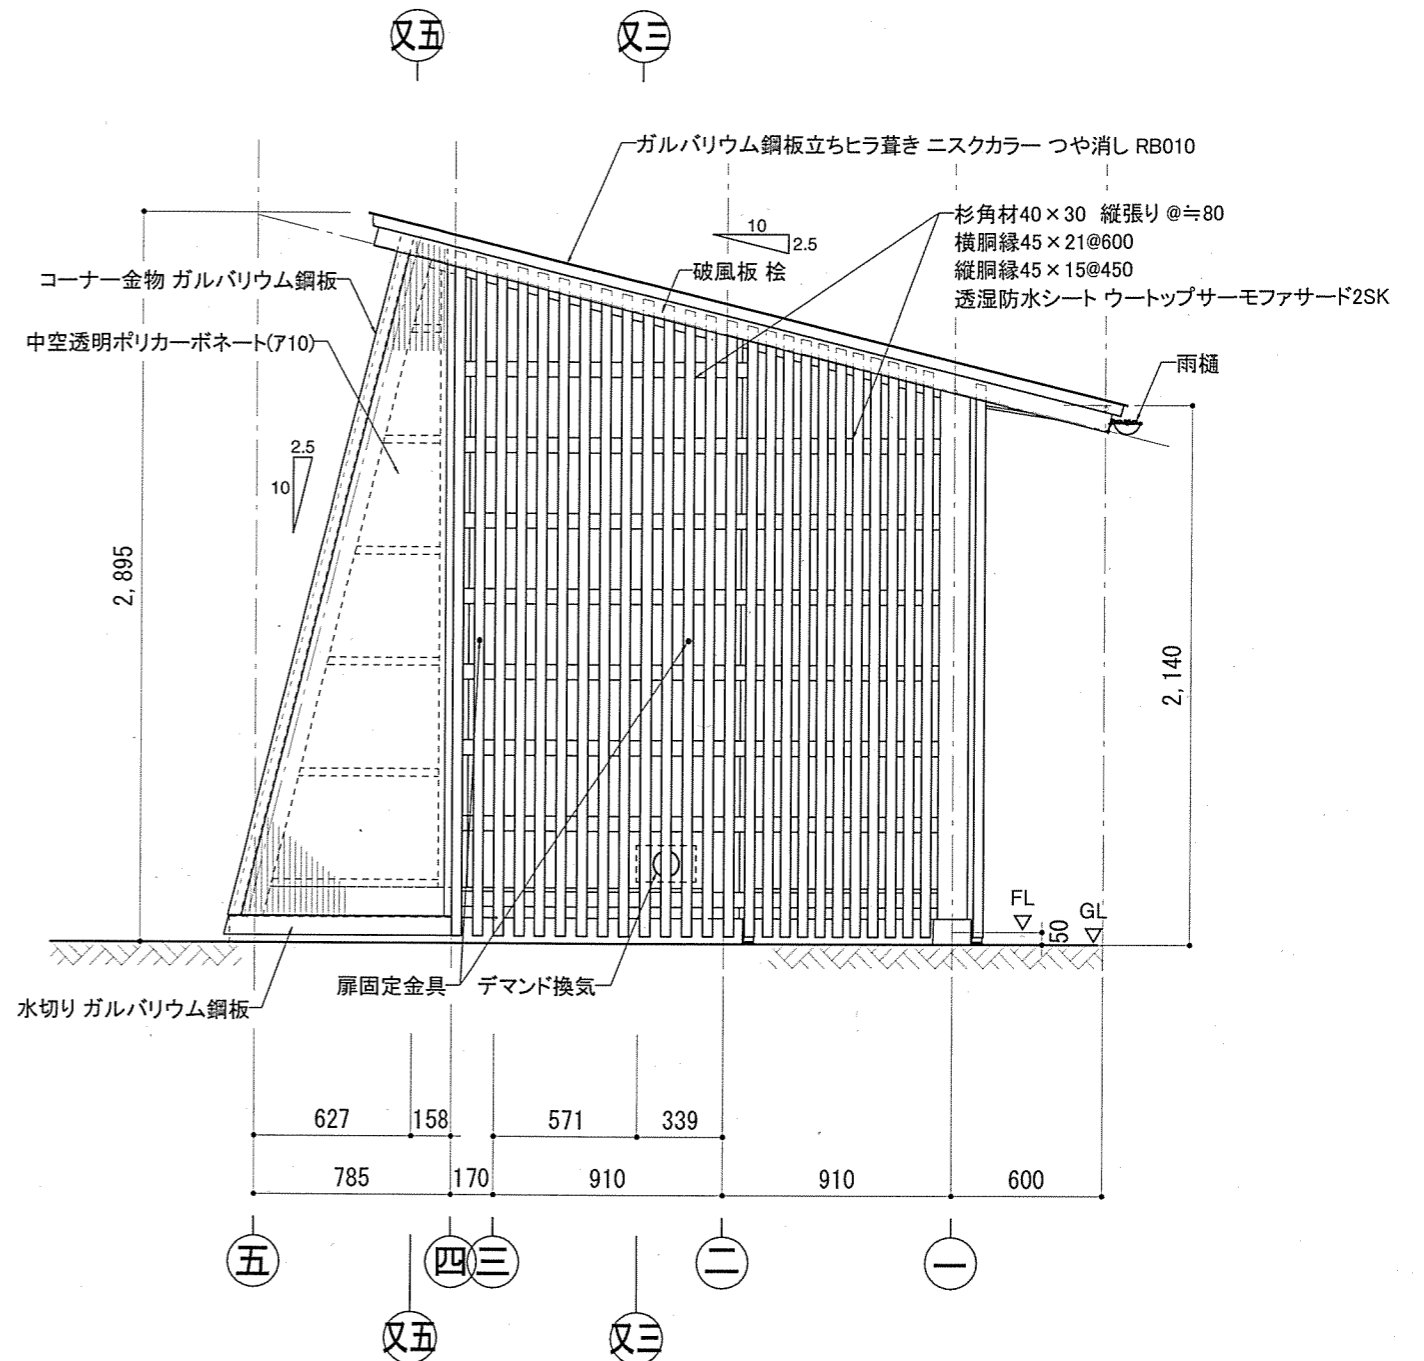 又五
又三
ガルバリウム鋼板立ちヒラ葺き ニスクカラー つや消し RB010
杉角材40×30 縦張り @≒80
横胴縁45×21@600
縦胴縁45×15@450
透湿防水シート ウートップサーモファサード2SK
10
2.5
破風板 桧
コーナー金物 ガルバリウム鋼板
中空透明ポリカーボネート(ア10)
雨樋
2.5
10
2,895
2,140
FL
GL
50
扉固定金具
デマンド換気
水切り ガルバリウム鋼板
627
158
571
339
785
170
910
910
600
五
四
三
二
一
又五
又三